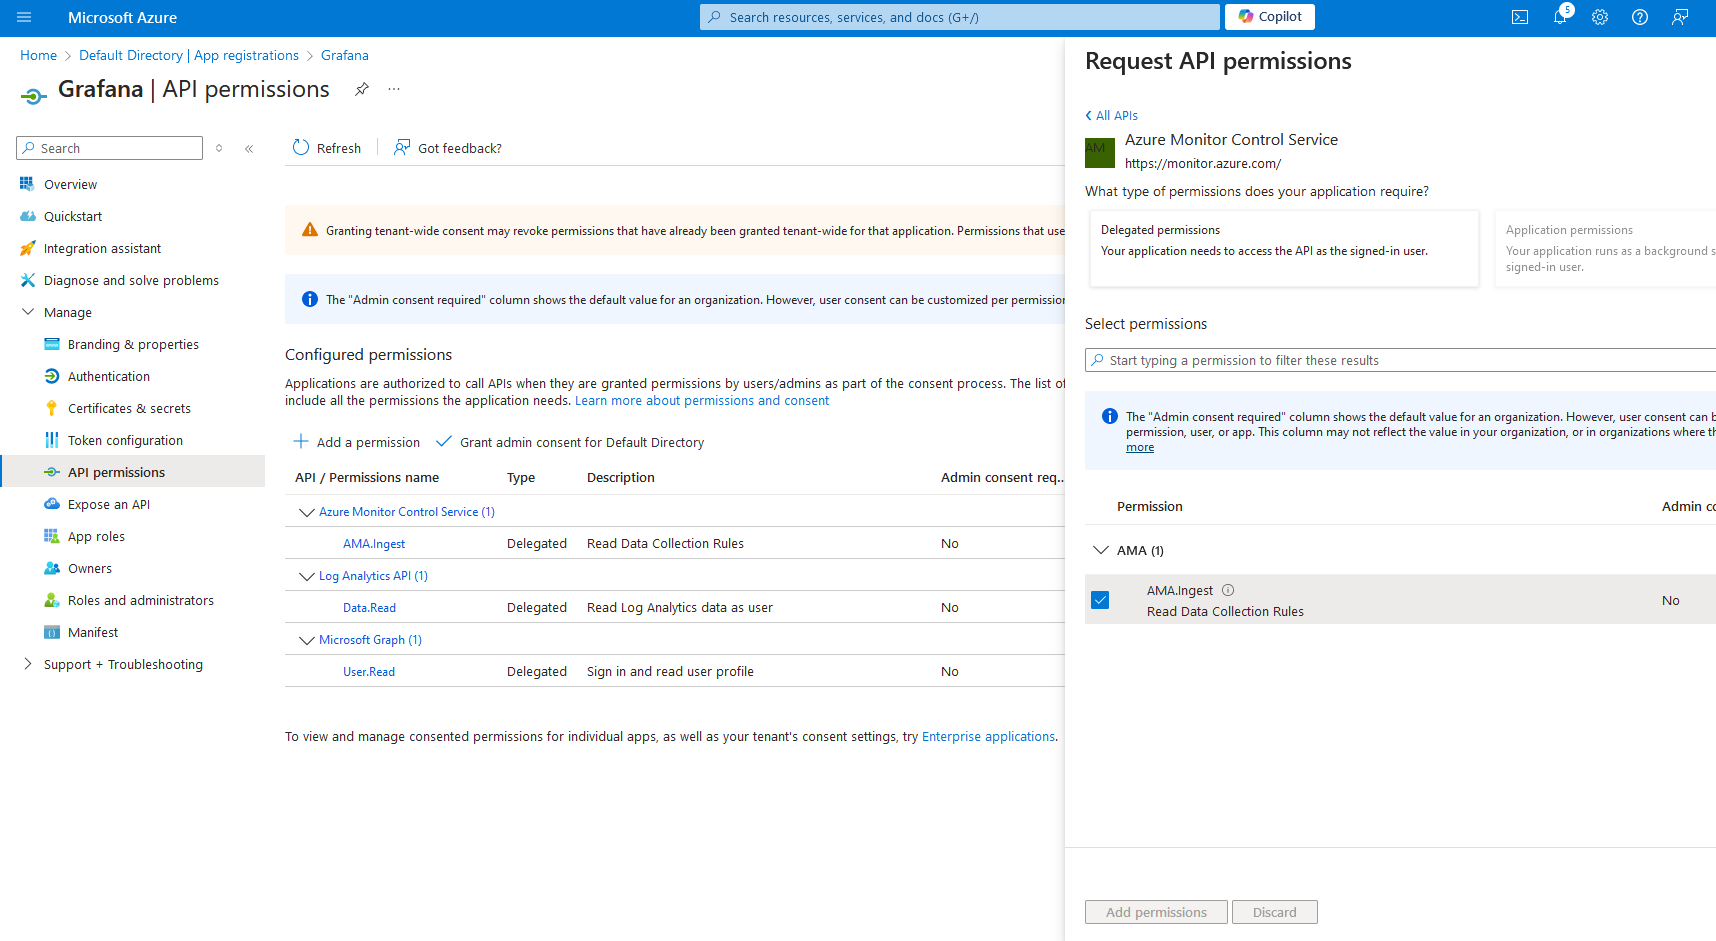 Microsoft Azure
Search resources, services, and docs (G+/)
Copilot
5
Home > Default Directory | App registrations > Grafana
Grafana | API permissions
...
Search
Overview
Quickstart
Integration assistant
Diagnose and solve problems
Manage
Branding & properties
Authentication
Certificates & secrets
Token configuration
API permissions
Expose an API
App roles
Owners
Roles and administrators
Manifest
Support + Troubleshooting
Refresh
Got feedback?
Granting tenant-wide consent may revoke permissions that have already been granted tenant-wide for that application. Permissions that use
The "Admin consent required" column shows the default value for an organization. However, user consent can be customized per permission
Configured permissions
Applications are authorized to call APIs when they are granted permissions by users/admins as part of the consent process. The list of
include all the permissions the application needs. Learn more about permissions and consent
Add a permission
Grant admin consent for Default Directory
API / Permissions name Type Description Admin consent req...
Azure Monitor Control Service (1)
AMA.Ingest Delegated Read Data Collection Rules No
Log Analytics API (1)
Data.Read Delegated Read Log Analytics data as user No
Microsoft Graph (1)
User.Read Delegated Sign in and read user profile No
To view and manage consented permissions for individual apps, as well as your tenant's consent settings, try Enterprise applications.
Request API permissions
All APIs
AM
Azure Monitor Control Service
https://monitor.azure.com/
What type of permissions does your application require?
Delegated permissions
Your application needs to access the API as the signed-in user.
Application permissions
Your application runs as a background s
signed-in user.
Select permissions
Start typing a permission to filter these results
The "Admin consent required" column shows the default value for an organization. However, user consent can b
permission, user, or app. This column may not reflect the value in your organization, or in organizations where th
more
Permission Admin co
AMA (1)
AMA.Ingest
Read Data Collection Rules
No
Add permissions
Discard